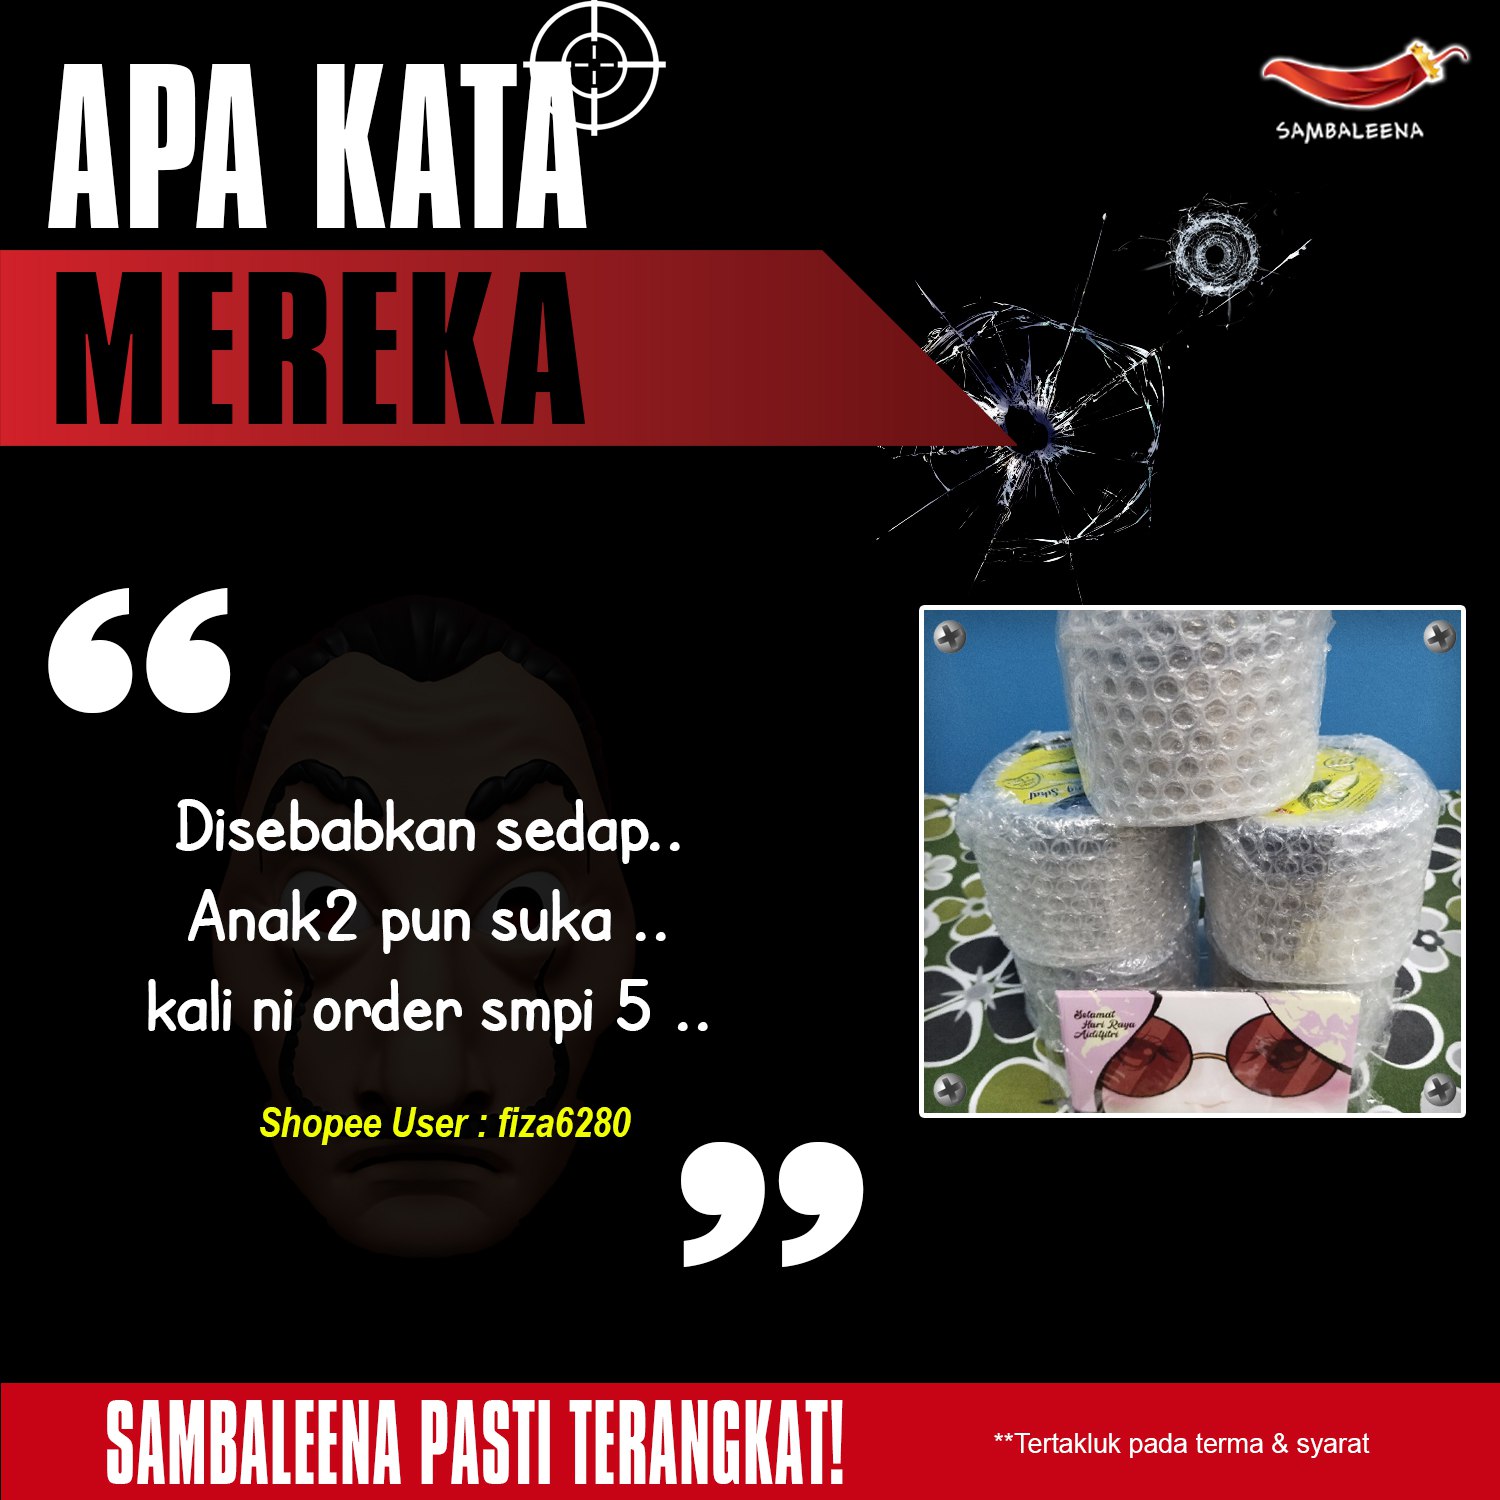 APA KATA
MEREKA
SAMBALEENA
Disebabkan sedap..
Anak2 pun suka ..
kali ni order smpi 5 ..
Shopee User : fiza6280
Selamat
Hari Raya
Aidilfitri
SAMBALEENA PASTI TERANGKAT!
**Tertakluk pada terma & syarat